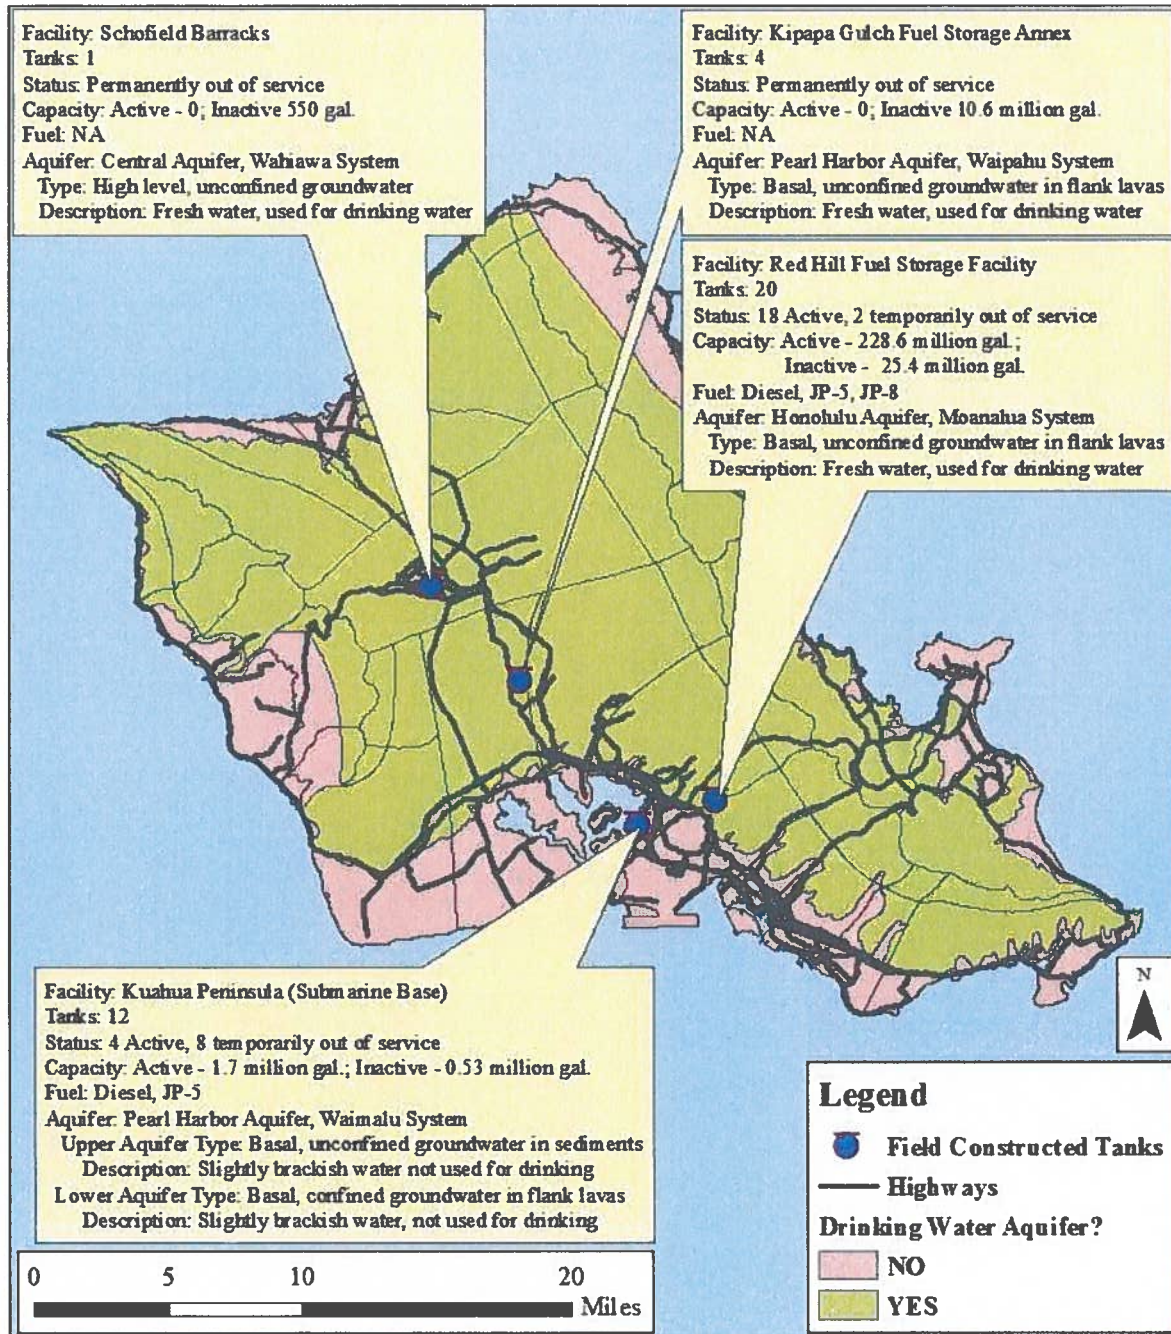 Facility: Schofield Barracks
Tanks: 1
Status: Permanently out of service
Capacity: Active - 0; Inactive 550 gal.
Fuel: NA
Aquifer: Central Aquifer, Wahiawa System
Type: High level, unconfined groundwater
Description: Fresh water, used for drinking water
Facility: Kipapa Gulch Fuel Storage Annex
Tanks: 4
Status: Permanently out of service
Capacity: Active - 0; Inactive 10.6 million gal.
Fuel: NA
Aquifer: Pearl Harbor Aquifer, Waipahu System
Type: Basal, unconfined groundwater in flank lavas
Description: Fresh water, used for drinking water
Facility: Red Hill Fuel Storage Facility
Tanks: 20
Status: 18 Active, 2 temporarily out of service
Capacity: Active - 228.6 million gal.;
Inactive - 25.4 million gal.
Fuel: Diesel, JP-5, JP-8
Aquifer: Honolulu Aquifer, Moanalua System
Type: Basal, unconfined groundwater in flank lavas
Description: Fresh water, used for drinking water
Facility: Kuahua Peninsula (Submarine Base)
Tanks: 12
Status: 4 Active, 8 temporarily out of service
Capacity: Active - 1.7 million gal.; Inactive - 0.53 million gal.
Fuel: Diesel, JP-5
Aquifer: Pearl Harbor Aquifer, Waimalu System
Upper Aquifer Type: Basal, unconfined groundwater in sediments
Description: Slightly brackish water not used for drinking
Lower Aquifer Type: Basal, confined groundwater in flank lavas
Description: Slightly brackish water, not used for drinking
N
Legend
Field Constructed Tanks
Highways
Drinking Water Aquifer?
NO
YES
0 5 10 20
Miles